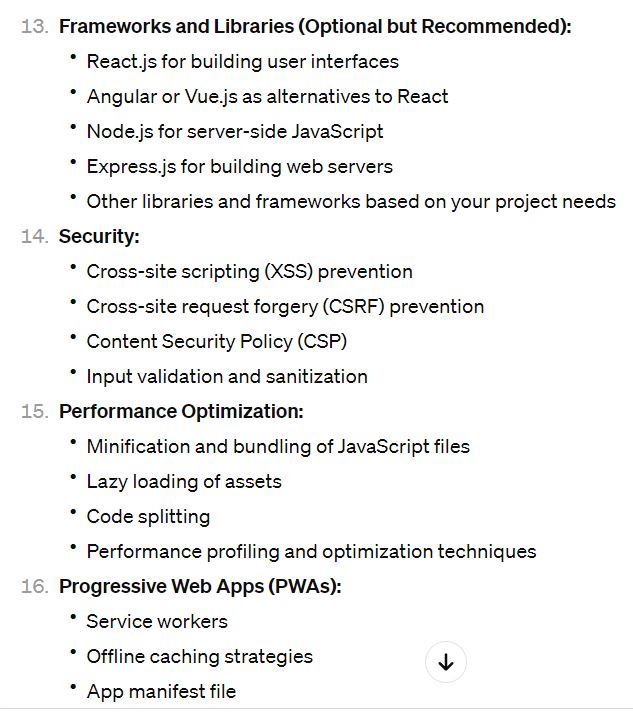 13. Frameworks and Libraries (Optional but Recommended):
• React.js for building user interfaces
• Angular or Vue.js as alternatives to React
• Node.js for server-side JavaScript
• Express.js for building web servers
• Other libraries and frameworks based on your project needs
14. Security:
• Cross-site scripting (XSS) prevention
• Cross-site request forgery (CSRF) prevention
• Content Security Policy (CSP)
• Input validation and sanitization
15. Performance Optimization:
• Minification and bundling of JavaScript files
• Lazy loading of assets
• Code splitting
• Performance profiling and optimization techniques
16. Progressive Web Apps (PWAs):
• Service workers
• Offline caching strategies
• App manifest file